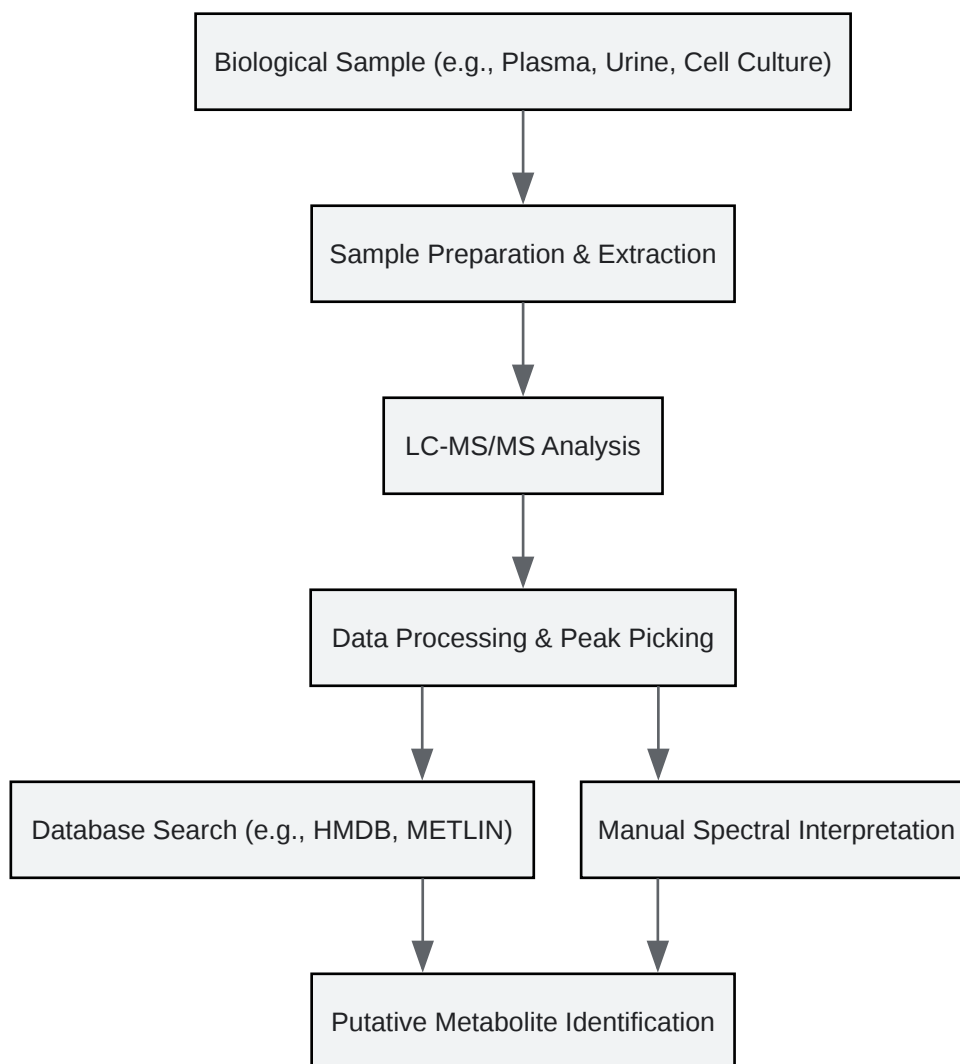 Biological Sample (e.g., Plasma, Urine, Cell Culture)
Sample Preparation & Extraction
LC-MS/MS Analysis
Data Processing & Peak Picking
Database Search (e.g., HMDB, METLIN)
Manual Spectral Interpretation
Putative Metabolite Identification